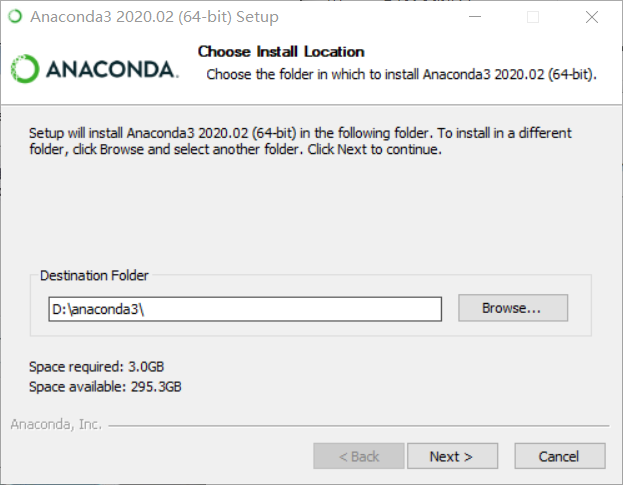 Anaconda3 2020.02 (64-bit) Setup
Choose Install Location
ANACONDA.
Choose the folder in which to install Anaconda3 2020.02 (64-bit).
Setup will install Anaconda3 2020.02 (64-bit) in the following folder. To install in a different
folder, click Browse and select another folder. Click Next to continue.
Destination Folder
D:\anaconda3\
Browse...
Space required: 3.0GB
Space available: 295.3GB
Anaconda, Inc.
< Back
Next >
Cancel